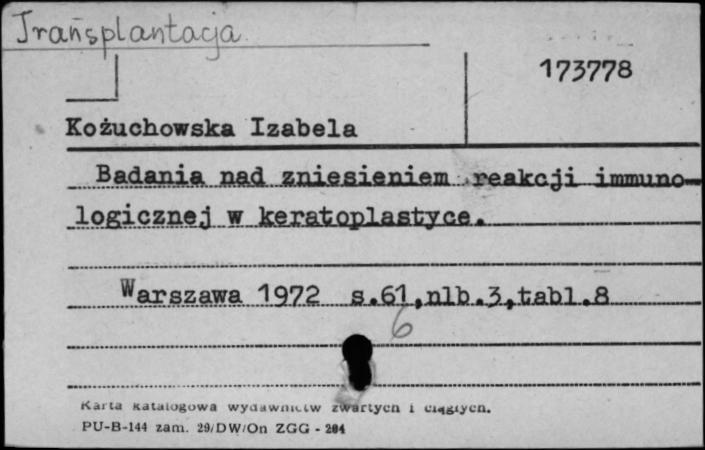 Transplantacja
173778
Kożuchowska Izabela
Badania nad zniesieniem reakcji immuno-
logicznej w keratoplastyce.
Warszawa 1972 s.61,nlb.3,tabl.8
6
Karta katalogowa wydawnictw zwartych i ciągłych.
PU-B-144 zam. 29/DW/On ZGG - 204